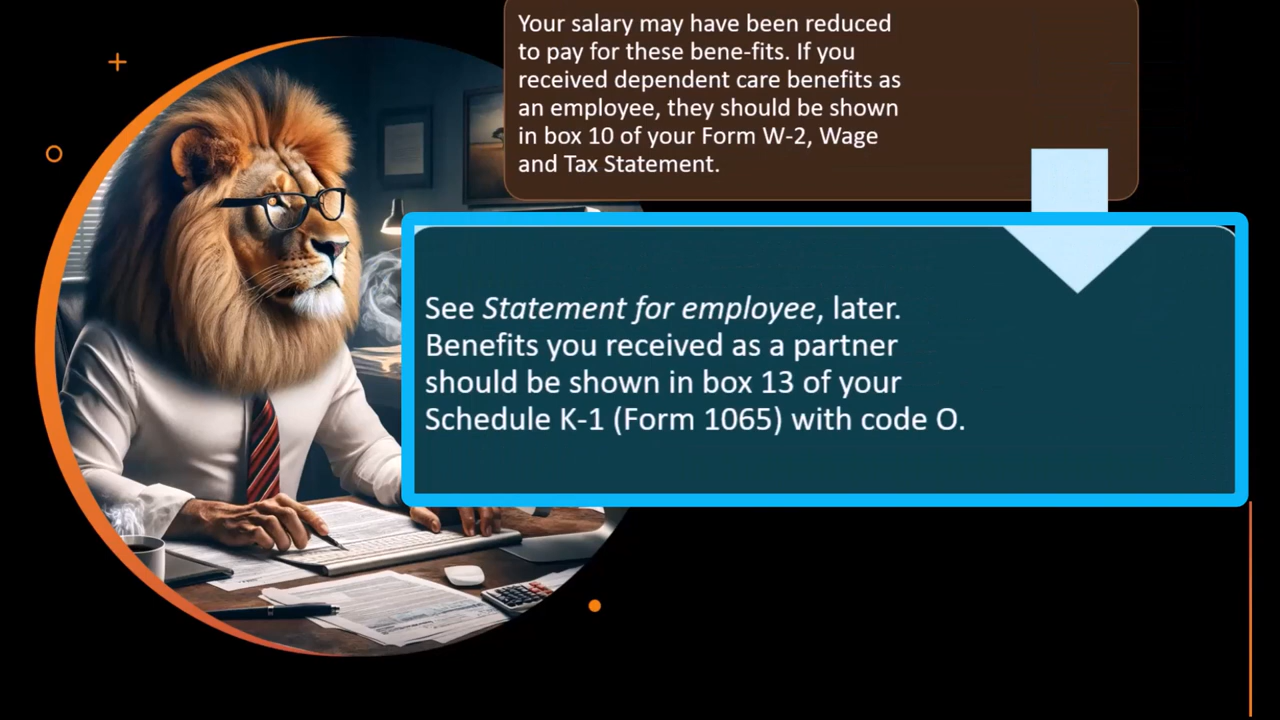 Your salary may have been reduced
to pay for these bene-fits. If you
received dependent care benefits as
an employee, they should be shown
in box 10 of your Form W-2, Wage
and Tax Statement.
See Statement for employee, later.
Benefits you received as a partner
should be shown in box 13 of your
Schedule K-1 (Form 1065) with code O.